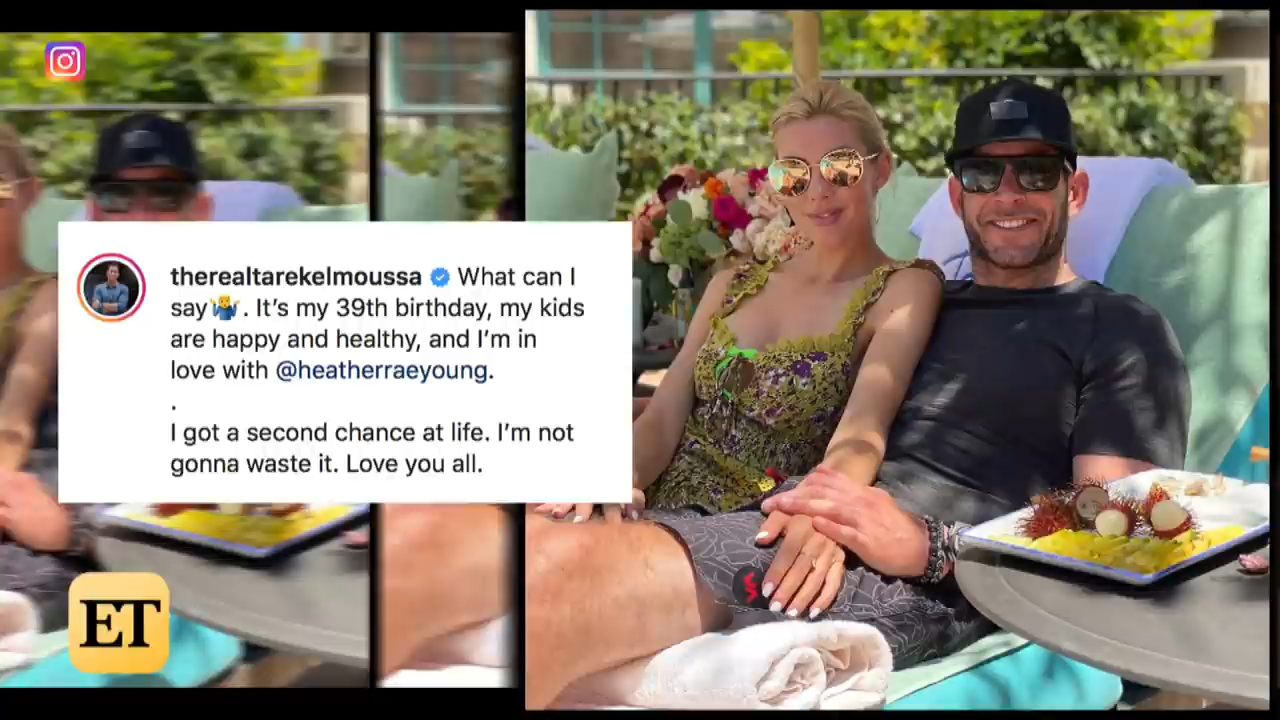 therealtarekelmoussa What can I
say🤷‍♂️. It’s my 39th birthday, my kids
are happy and healthy, and I’m in
love with @heatherraeyoung.
.
I got a second chance at life. I’m not
gonna waste it. Love you all.
ET